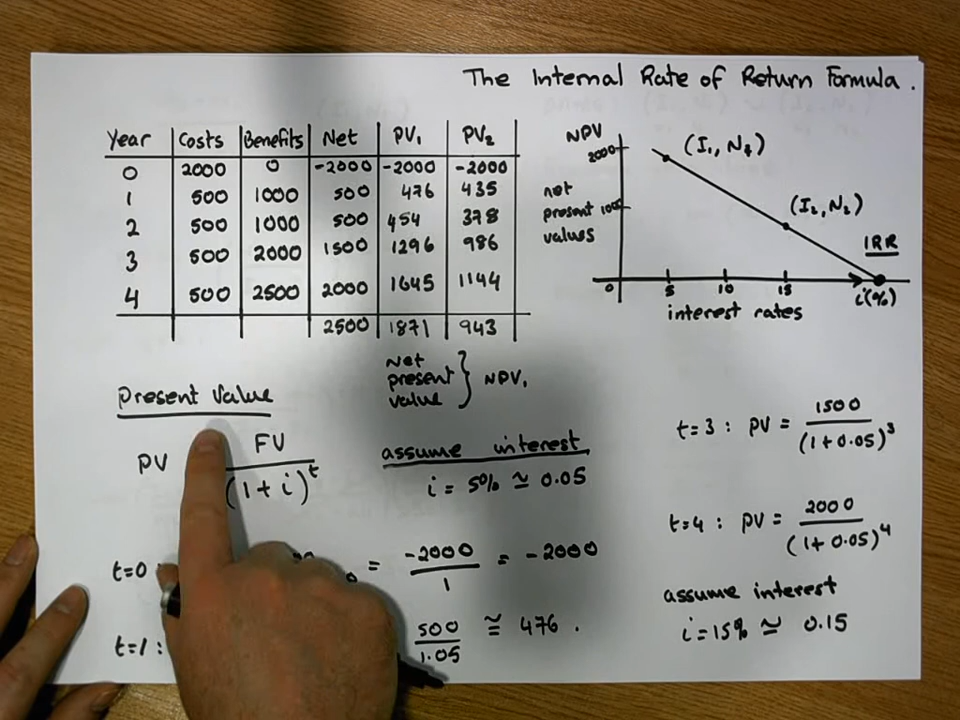 The Internal Rate of Return Formula.
Year Costs Benefits Net PV₁ PV₂
0 2000 0 -2000 -2000 -2000
1 500 1000 500 476 435
2 500 1000 500 454 378
3 500 2000 1500 1296 986
4 500 2500 2000 1645 1144
2500 1871 943
Net
present
value
} NPV₁
NPV
2000
net
present 1000
values
(I₁, N₁)
(I₂, N₂)
IRR
0 5 10 15 i(%)
interest rates
Present Value
PV FV
(1 + i)ᵗ
assume interest
i = 5% ≅ 0.05
t=0 : = -2000 = -2000
1
t=1 : 500 ≅ 476 .
1.05
t=3 : PV = 1500
(1 + 0.05)³
t=4 : PV = 2000
(1 + 0.05)⁴
assume interest
i = 15% ≅ 0.15